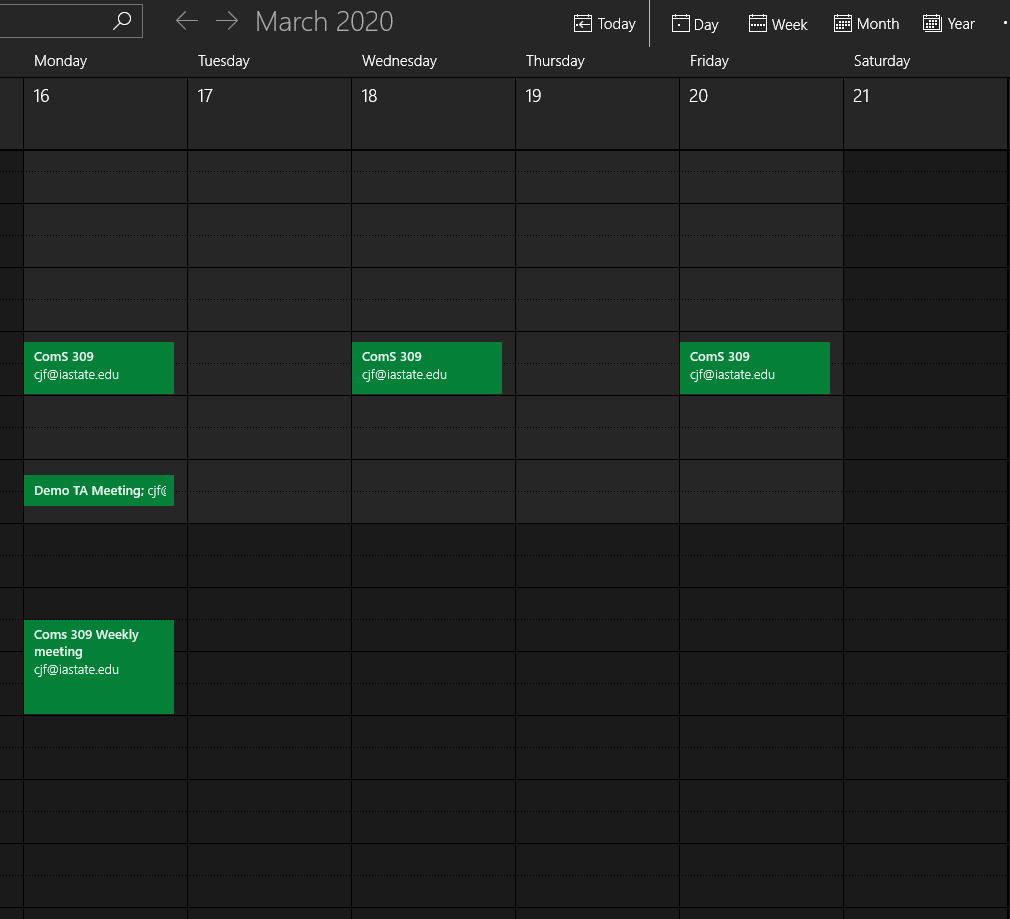 March 2020
Today Day Week Month Year
Monday Tuesday Wednesday Thursday Friday Saturday
16 17 18 19 20 21
ComS 309 ComS 309 ComS 309
cjf@iastate.edu cjf@iastate.edu cjf@iastate.edu
Demo TA Meeting; cjf@
Coms 309 Weekly
meeting
cjf@iastate.edu